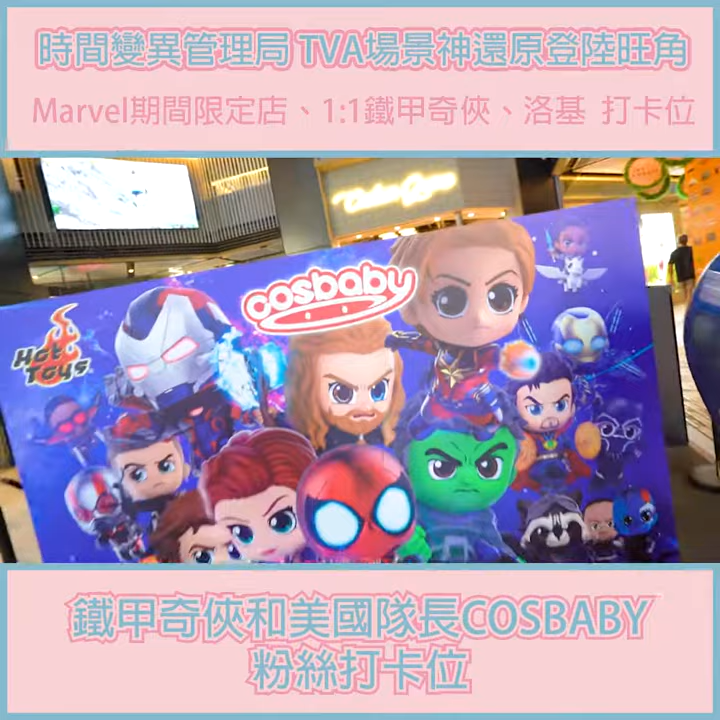 時間變異管理局 TVA場景神還原登陸旺角
Marvel期間限定店、1:1鐵甲奇俠、洛基 打卡位
cosbaby
Hot
Toys
鐵甲奇俠和美國隊長COSBABY
粉絲打卡位